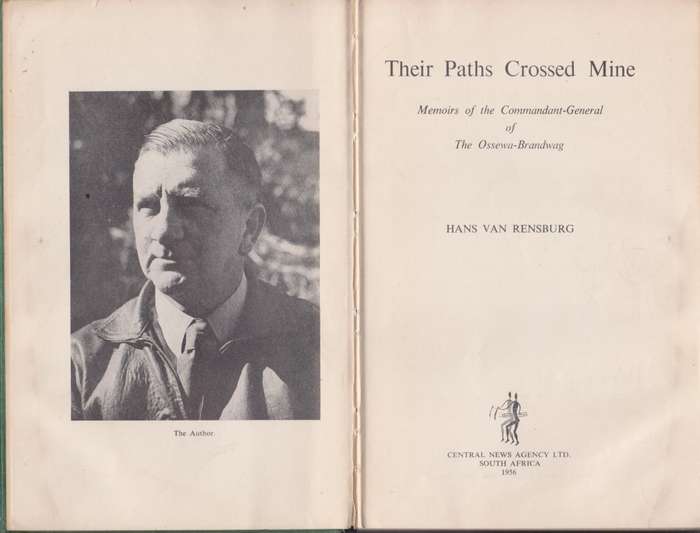 The Author
Their Paths Crossed Mine
Memoirs of the Commandant-General
of
The Ossewa-Brandwag
HANS VAN RENSBURG
CENTRAL NEWS AGENCY LTD.
SOUTH AFRICA
1956